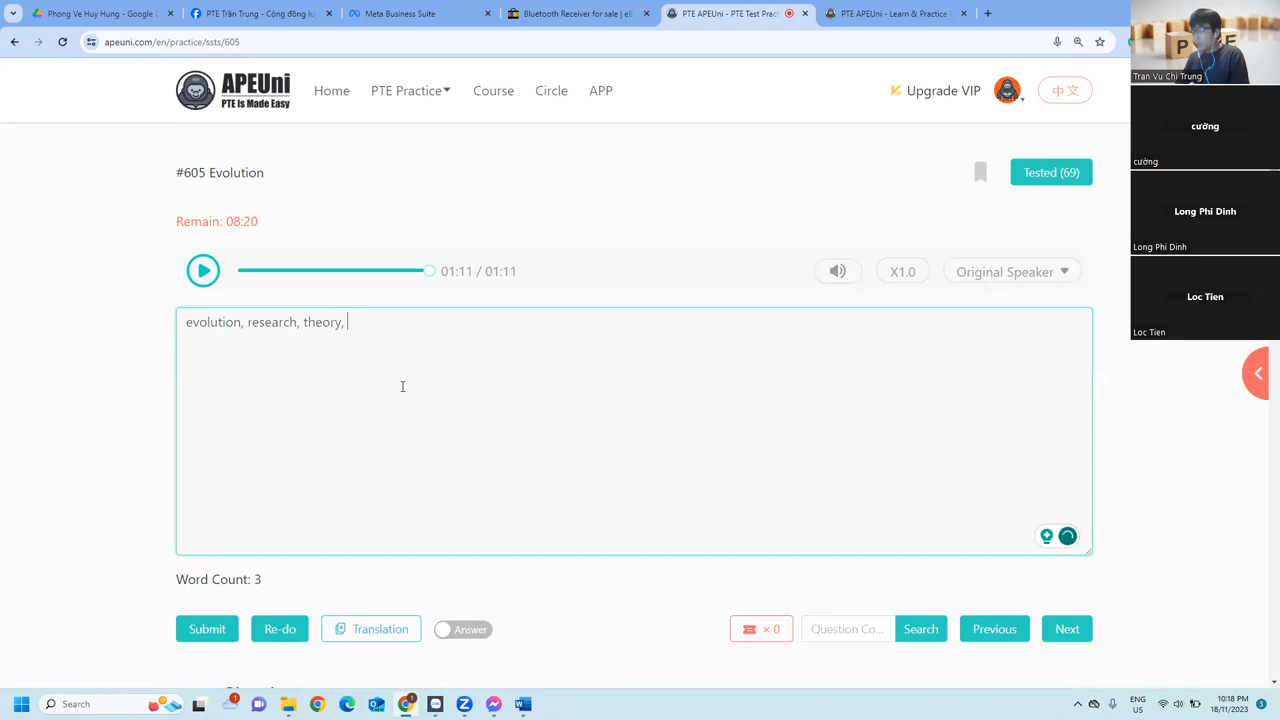 Phong Ve Huy Hung - Google D
PTE Trần Trung - Cộng đồng lu
Meta Business Suite
Bluetooth Receiver for sale | eB
PTE APEUni - PTE Test Practi
PTE APEUni - Learn & Practice
apeuni.com/en/practice/ssts/605
P E
Tran Vu Chi Trung
APEUni
PTE Is Made Easy
Home
PTE Practice
Course
Circle
APP
Upgrade VIP
中文
cường
cường
#605 Evolution
Tested (69)
Long Phi Dinh
Long Phi Dinh
Remain: 08:20
01:11 / 01:11
X1.0
Original Speaker
Loc Tien
Loc Tien
evolution, research, theory,
Word Count: 3
Submit
Re-do
Translation
Answer
× 0
Question Co...
Search
Previous
Next
Search
1
1
ENG
US
10:18 PM
18/11/2023
3